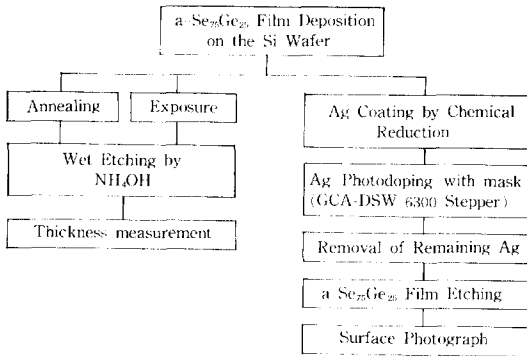 a-Se₇₅Ge₂₅ Film Deposition
on the Si Wafer
Annealing
Exposure
Wet Etching by
NH₄OH
Thickness measurement
Ag Coating by Chemical
Reduction
Ag Photodoping with mask
(GCA-DSW 6300 Stepper)
Removal of Remaining Ag
a Se₇₅Ge₂₅ Film Etching
Surface Photograph